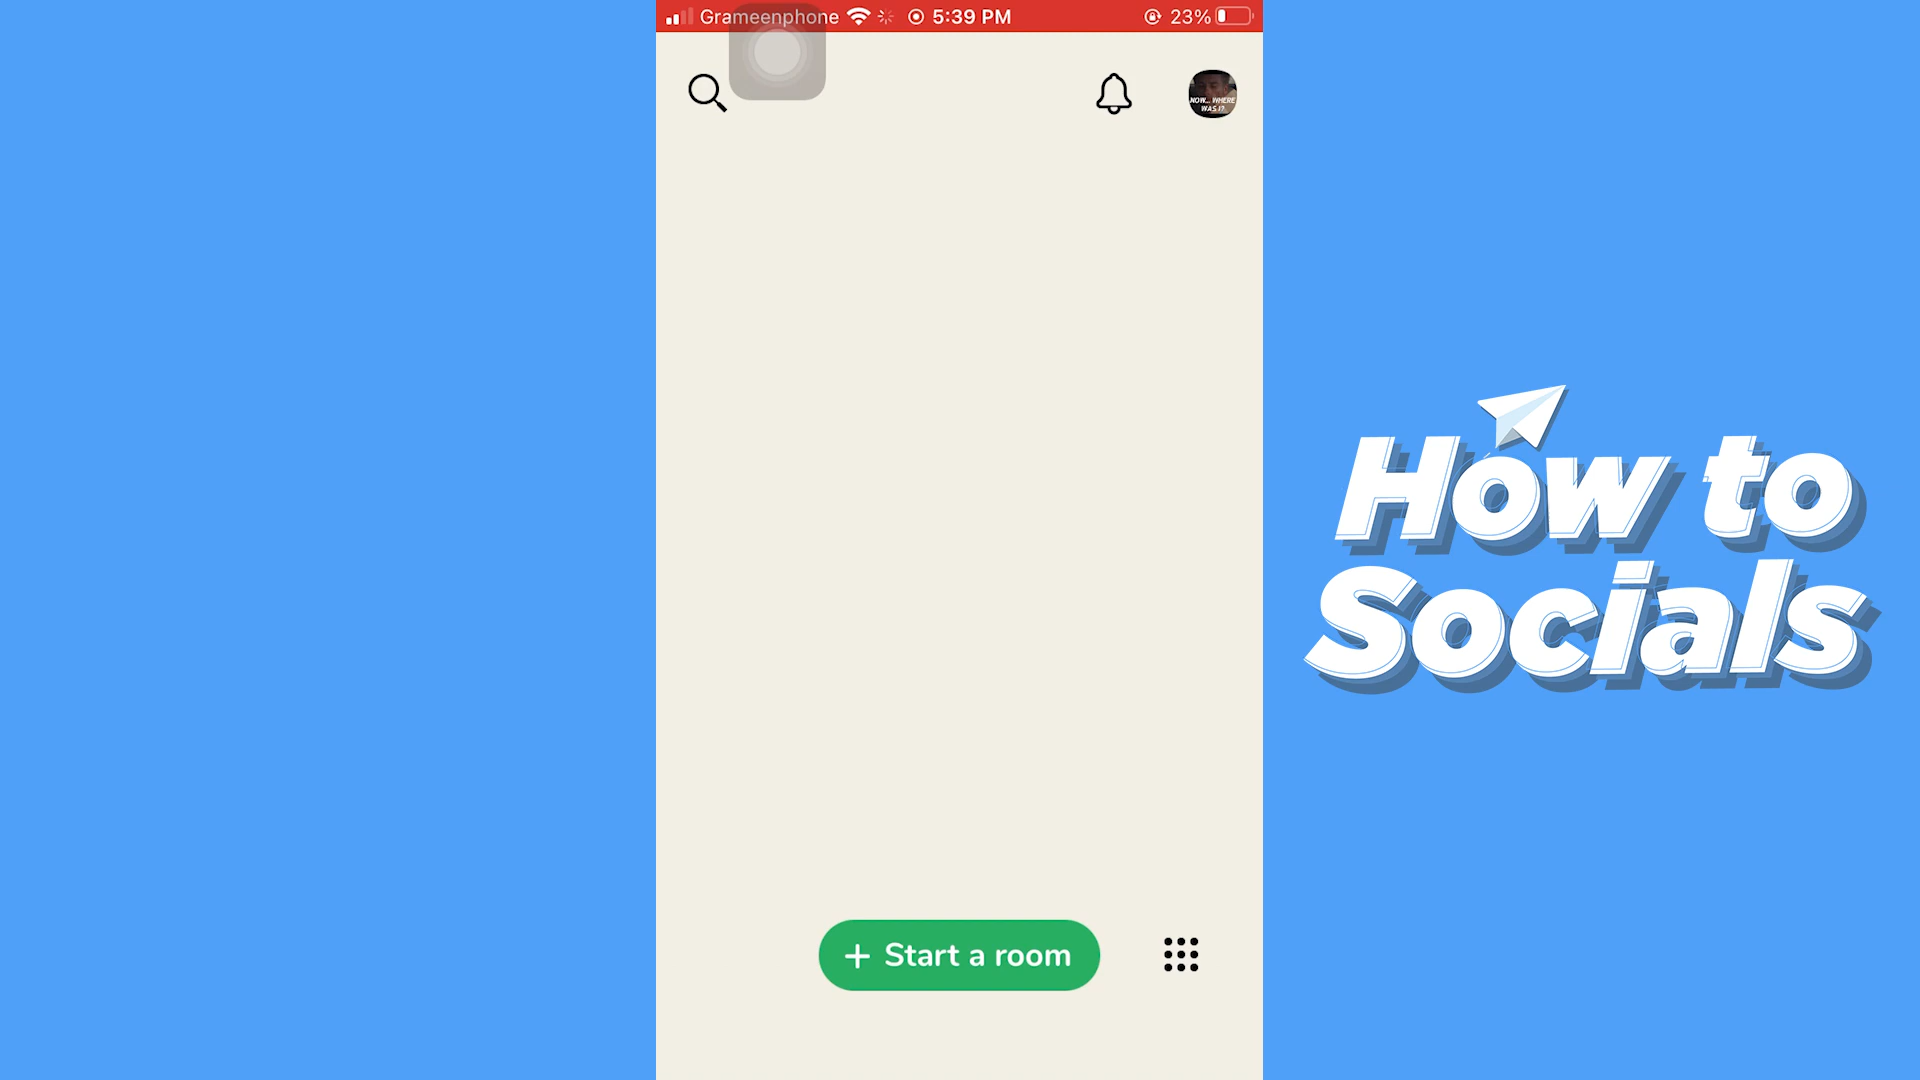 Grameenphone 5:39 PM 23%
NOW... WHERE
WAS I?
+ Start a room
How to
Socials